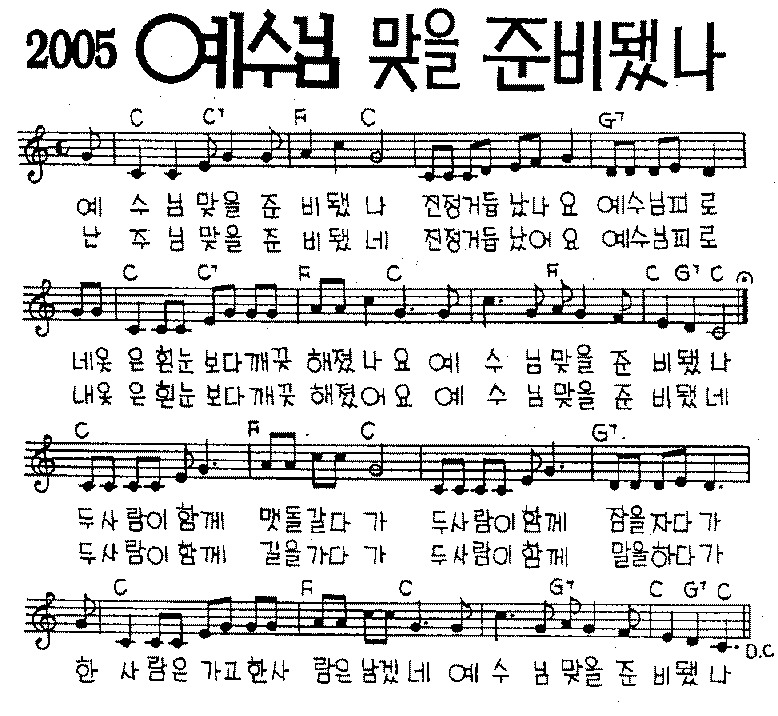 2005 예수님 맞을 준비됐나
C C7 F C G7
예 수 님 맞을 준 비됐 나 진정거듭 났나 요 예수님피 로
난 주 님 맞을 준 비됐 네 진정거듭 났어 요 예수님피 로
C C7 F C F C G7 C
네옷 은 흰눈 보다깨끗 해졌 나 요 예 수 님맞을 준 비됐 나
내옷 은 흰눈 보다깨끗 해졌 어 요 예 수 님맞을 준 비됐 네
C F C G7
두사람이 함께 맷돌갈다 가 두사람이 함께 잠을자다 가
두사람이 함께 길을가다 가 두사람이 함께 말을하다 가
C F C G7 C G7 C
D.C
한 사 람은 가고한사 람은남겠 네 예 수 님 맞을 준 비됐 나